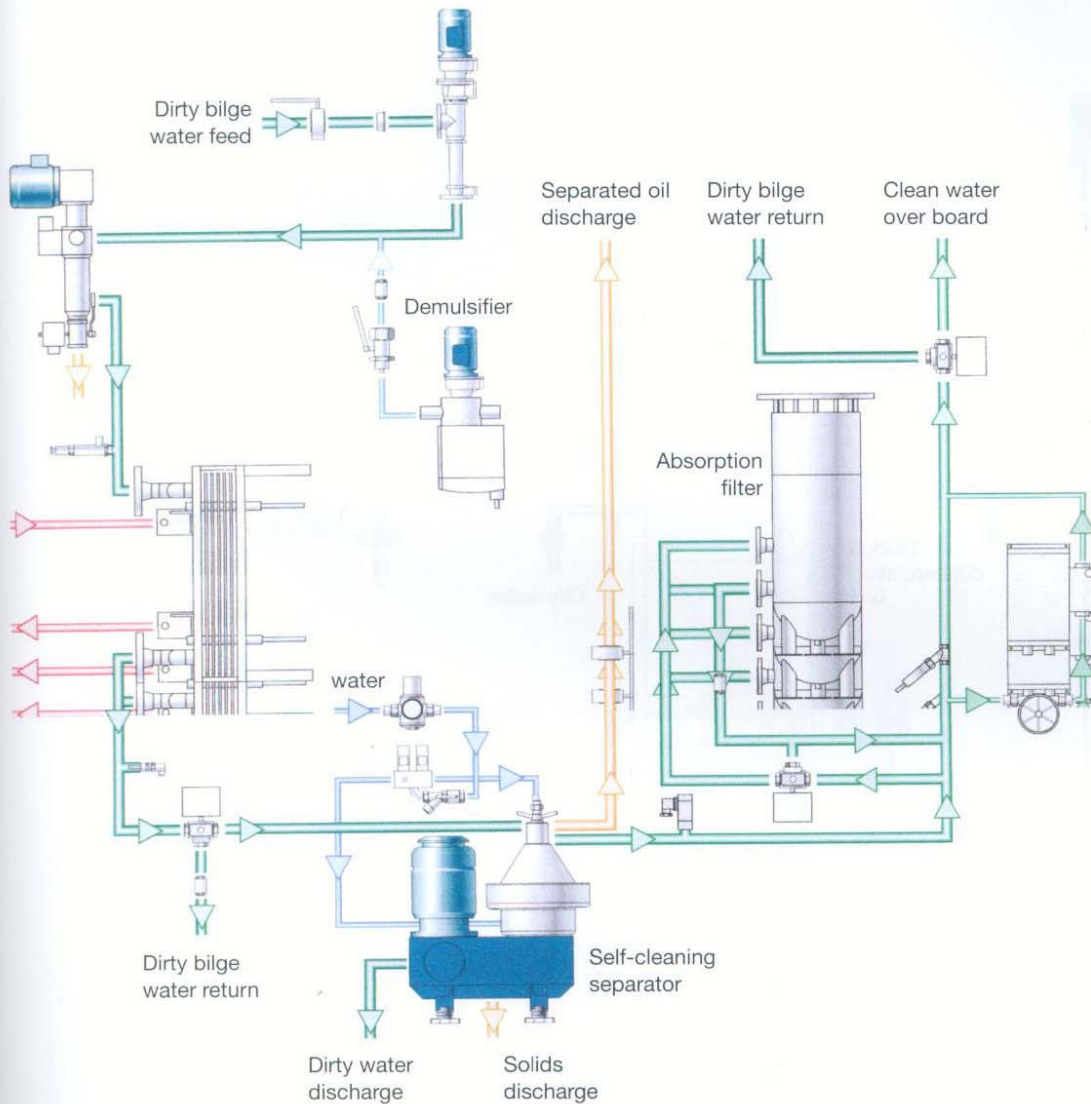 Dirty bilge
water feed
Separated oil
discharge
Dirty bilge
water return
Clean water
over board
Demulsifier
Absorption
filter
water
Dirty bilge
water return
Self-cleaning
separator
Dirty water
discharge
Solids
discharge